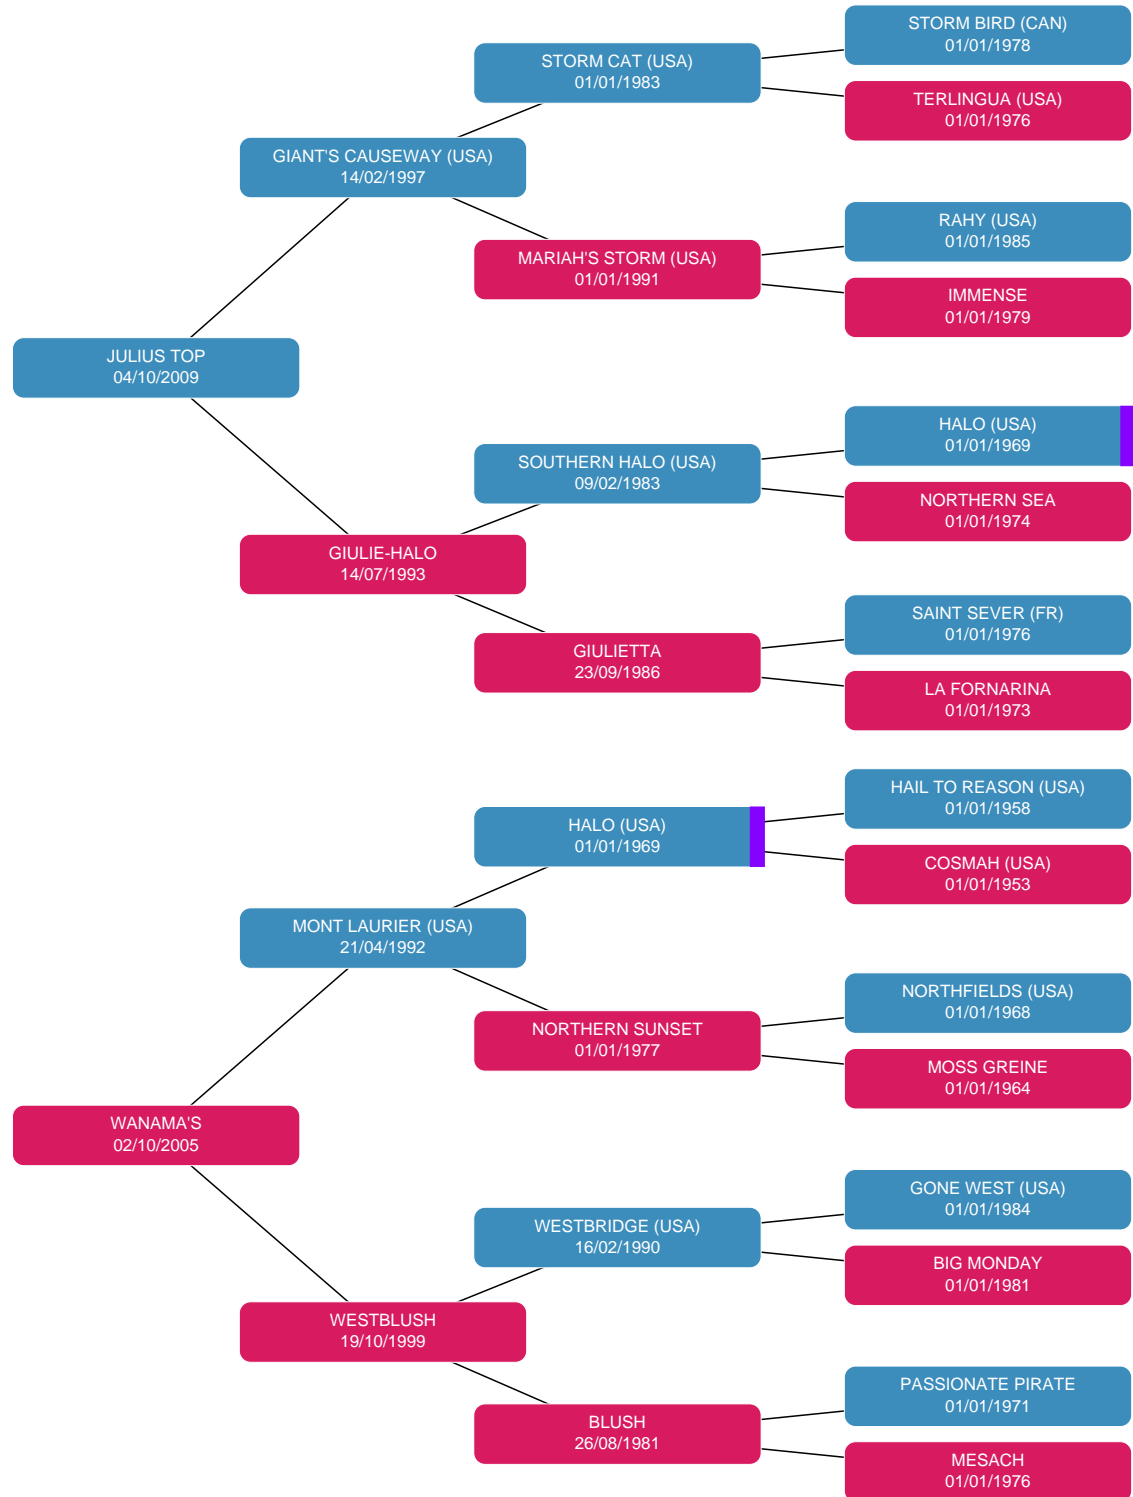 STORM BIRD (CAN)
01/01/1978
STORM CAT (USA)
01/01/1983
TERLINGUA (USA)
01/01/1976
GIANT'S CAUSEWAY (USA)
14/02/1997
RAHY (USA)
01/01/1985
MARIAH'S STORM (USA)
01/01/1991
IMMENSE
01/01/1979
JULIUS TOP
04/10/2009
HALO (USA)
01/01/1969
SOUTHERN HALO (USA)
09/02/1983
NORTHERN SEA
01/01/1974
GIULIE-HALO
14/07/1993
SAINT SEVER (FR)
01/01/1976
GIULIETTA
23/09/1986
LA FORNARINA
01/01/1973
HAIL TO REASON (USA)
01/01/1958
HALO (USA)
01/01/1969
COSMAH (USA)
01/01/1953
MONT LAURIER (USA)
21/04/1992
NORTHFIELDS (USA)
01/01/1968
NORTHERN SUNSET
01/01/1977
MOSS GREINE
01/01/1964
WANAMA'S
02/10/2005
GONE WEST (USA)
01/01/1984
WESTBRIDGE (USA)
16/02/1990
BIG MONDAY
01/01/1981
WESTBLUSH
19/10/1999
PASSIONATE PIRATE
01/01/1971
BLUSH
26/08/1981
MESACH
01/01/1976